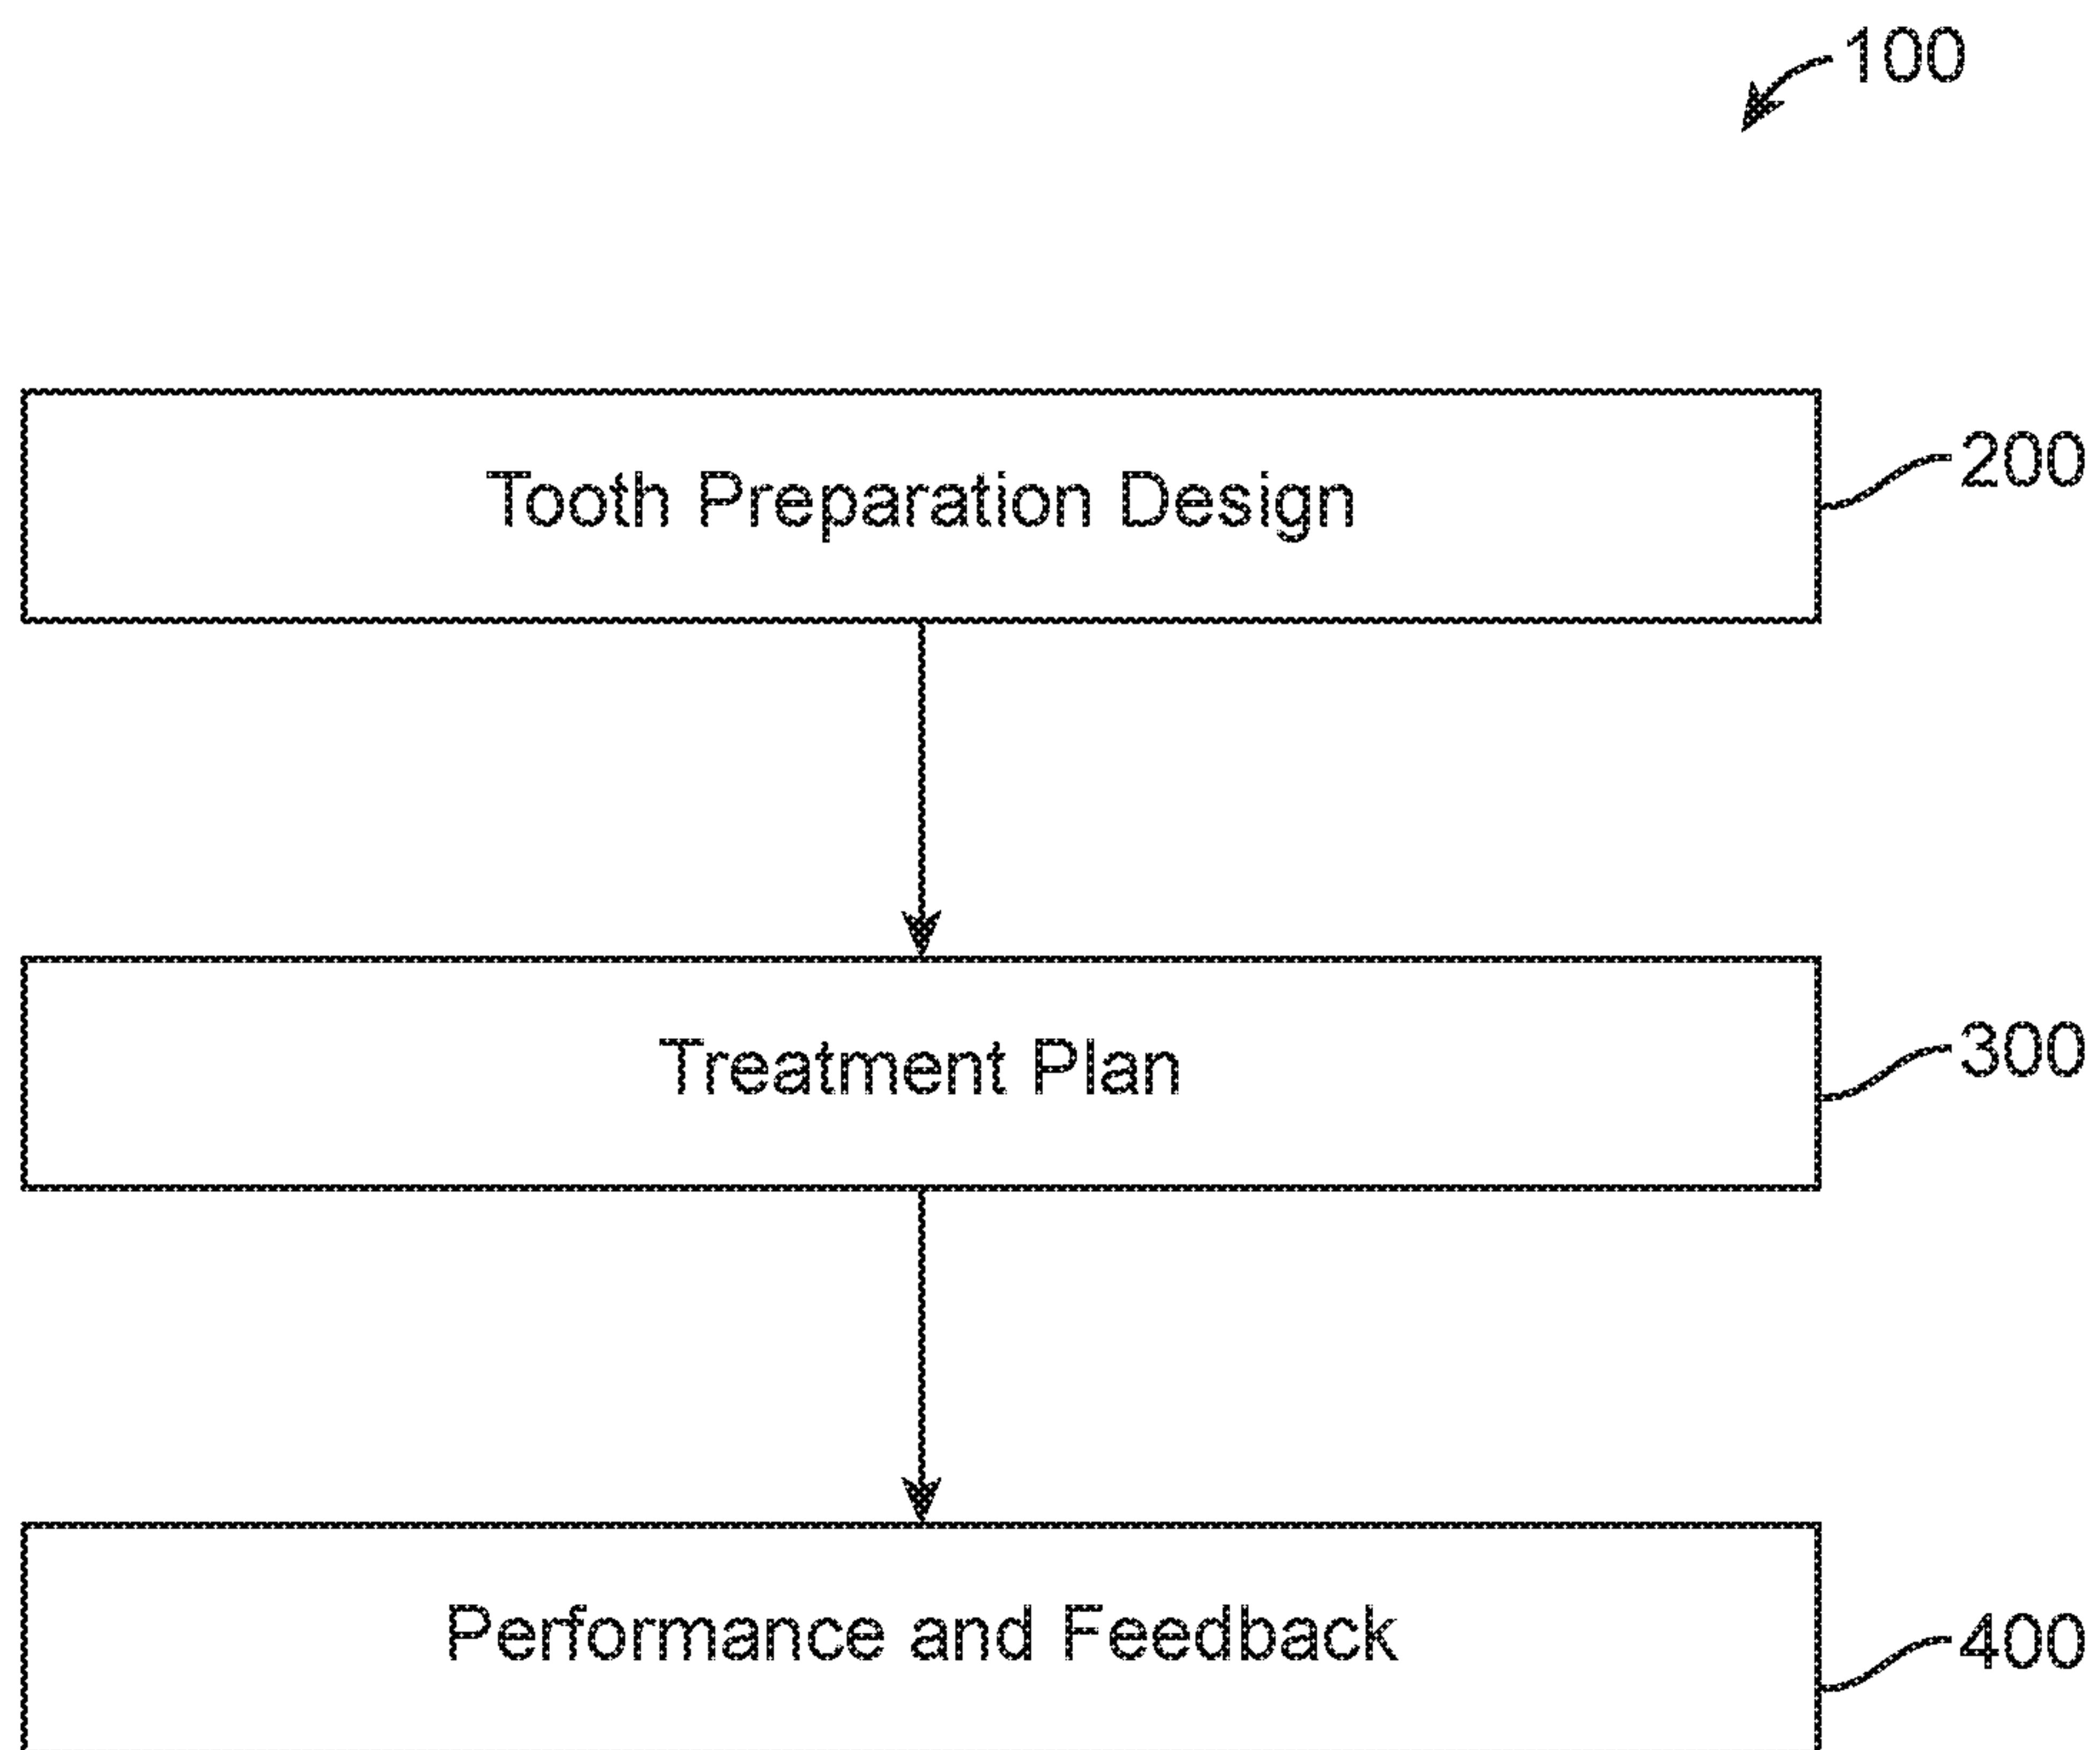 100
Tooth Preparation Design
200
Treatment Plan
300
Performance and Feedback
400